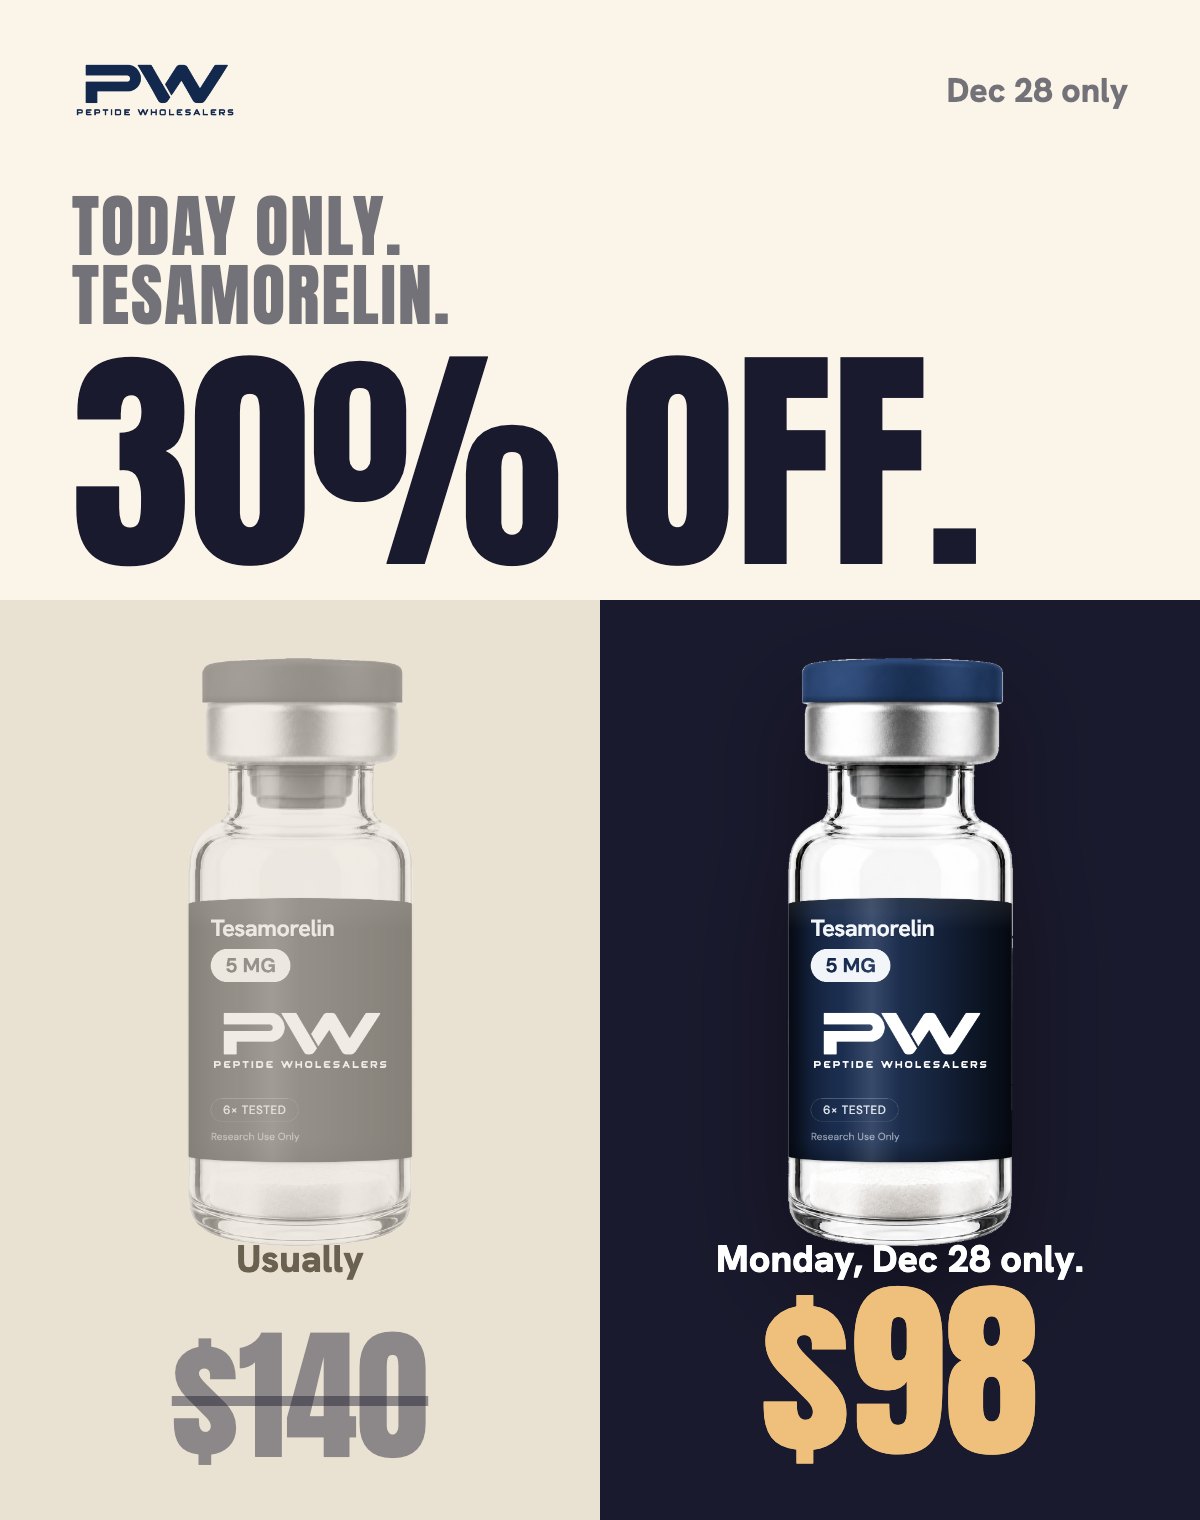 PW
PEPTIDE WHOLESALERS
Dec 28 only
TODAY ONLY.
TESAMORELIN.
30% OFF.
Tesamorelin
5 MG
PW
PEPTIDE WHOLESALERS
6× TESTED
Research Use Only
Usually
$140
Tesamorelin
5 MG
PW
PEPTIDE WHOLESALERS
6× TESTED
Research Use Only
Monday, Dec 28 only.
$98